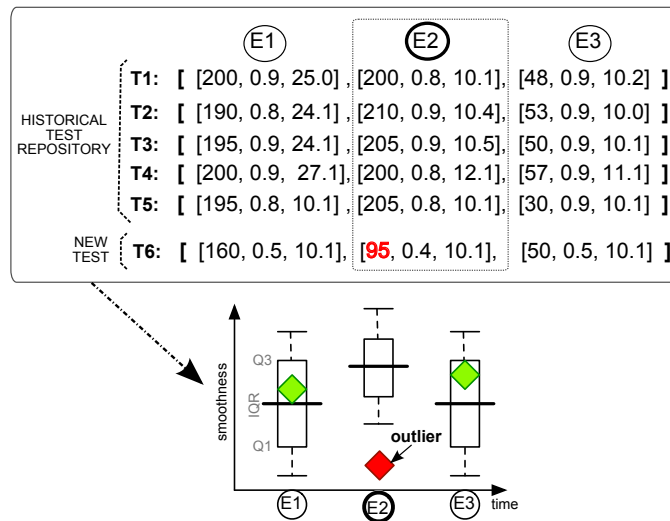 E1 E2 E3
HISTORICAL
TEST
REPOSITORY
T1: [ [200, 0.9, 25.0] , [200, 0.8, 10.1], [48, 0.9, 10.2] ]
T2: [ [190, 0.8, 24.1] , [210, 0.9, 10.4], [53, 0.9, 10.0] ]
T3: [ [195, 0.9, 24.1] , [205, 0.9, 10.5], [50, 0.9, 10.1] ]
T4: [ [200, 0.9, 27.1], [200, 0.8, 12.1], [57, 0.9, 11.1] ]
T5: [ [195, 0.8, 10.1], [205, 0.8, 10.1], [30, 0.9, 10.1] ]
NEW
TEST
T6: [ [160, 0.5, 10.1], [95, 0.4, 10.1], [50, 0.5, 10.1] ]
smoothness
Q3
IQR
Q1
outlier
E1 E2 E3 time